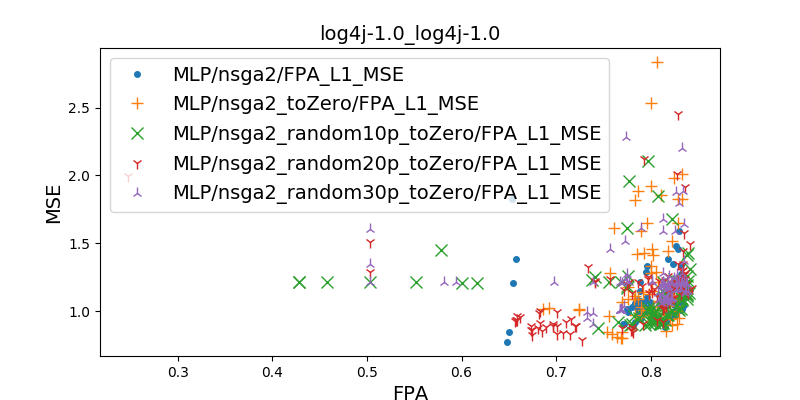 log4j-1.0_log4j-1.0
MLP/nsga2/FPA_L1_MSE
MLP/nsga2_toZero/FPA_L1_MSE
MLP/nsga2_random10p_toZero/FPA_L1_MSE
MLP/nsga2_random20p_toZero/FPA_L1_MSE
MLP/nsga2_random30p_toZero/FPA_L1_MSE
MSE
2.5
2.0
1.5
1.0
0.3 0.4 0.5 0.6 0.7 0.8
FPA